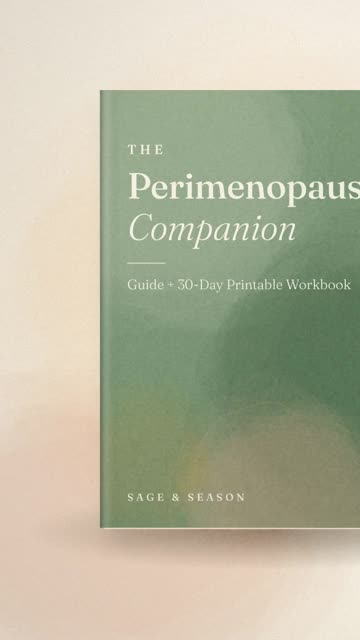 THE
Perimenopaus
Companion
Guide + 30-Day Printable Workbook
SAGE & SEASON